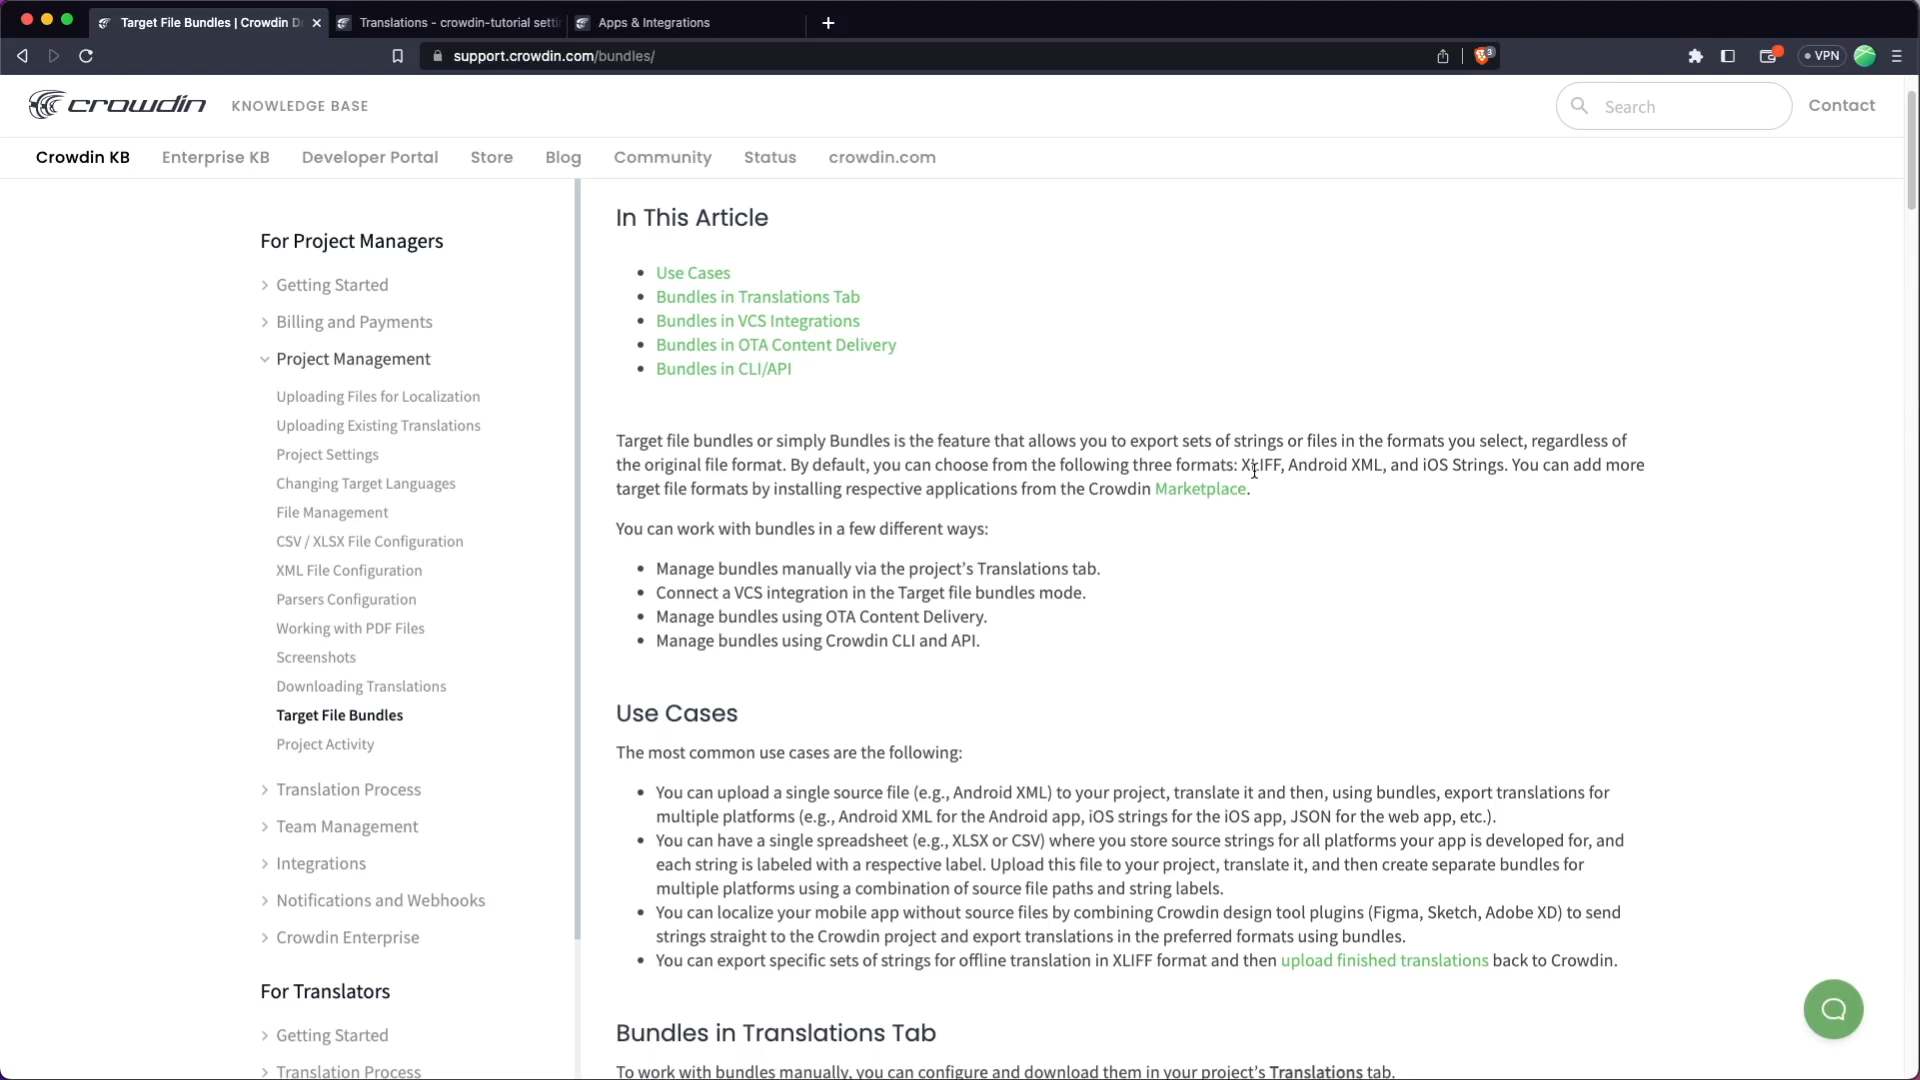 Target File Bundles | Crowdin D
Translations - crowdin-tutorial setti
Apps & Integrations
support.crowdin.com/bundles/
3
VPN
crowdin KNOWLEDGE BASE
Search
Contact
Crowdin KB
Enterprise KB
Developer Portal
Store
Blog
Community
Status
crowdin.com
For Project Managers
Getting Started
Billing and Payments
Project Management
Uploading Files for Localization
Uploading Existing Translations
Project Settings
Changing Target Languages
File Management
CSV / XLSX File Configuration
XML File Configuration
Parsers Configuration
Working with PDF Files
Screenshots
Downloading Translations
Target File Bundles
Project Activity
Translation Process
Team Management
Integrations
Notifications and Webhooks
Crowdin Enterprise
For Translators
Getting Started
Translation Process
In This Article
Use Cases
Bundles in Translations Tab
Bundles in VCS Integrations
Bundles in OTA Content Delivery
Bundles in CLI/API
Target file bundles or simply Bundles is the feature that allows you to export sets of strings or files in the formats you select, regardless of
the original file format. By default, you can choose from the following three formats: XLIFF, Android XML, and iOS Strings. You can add more
target file formats by installing respective applications from the Crowdin Marketplace.
You can work with bundles in a few different ways:
Manage bundles manually via the project's Translations tab.
Connect a VCS integration in the Target file bundles mode.
Manage bundles using OTA Content Delivery.
Manage bundles using Crowdin CLI and API.
Use Cases
The most common use cases are the following:
You can upload a single source file (e.g., Android XML) to your project, translate it and then, using bundles, export translations for
multiple platforms (e.g., Android XML for the Android app, iOS strings for the iOS app, JSON for the web app, etc.).
You can have a single spreadsheet (e.g., XLSX or CSV) where you store source strings for all platforms your app is developed for, and
each string is labeled with a respective label. Upload this file to your project, translate it, and then create separate bundles for
multiple platforms using a combination of source file paths and string labels.
You can localize your mobile app without source files by combining Crowdin design tool plugins (Figma, Sketch, Adobe XD) to send
strings straight to the Crowdin project and export translations in the preferred formats using bundles.
You can export specific sets of strings for offline translation in XLIFF format and then upload finished translations back to Crowdin.
Bundles in Translations Tab
To work with bundles manually, you can configure and download them in your project's Translations tab.